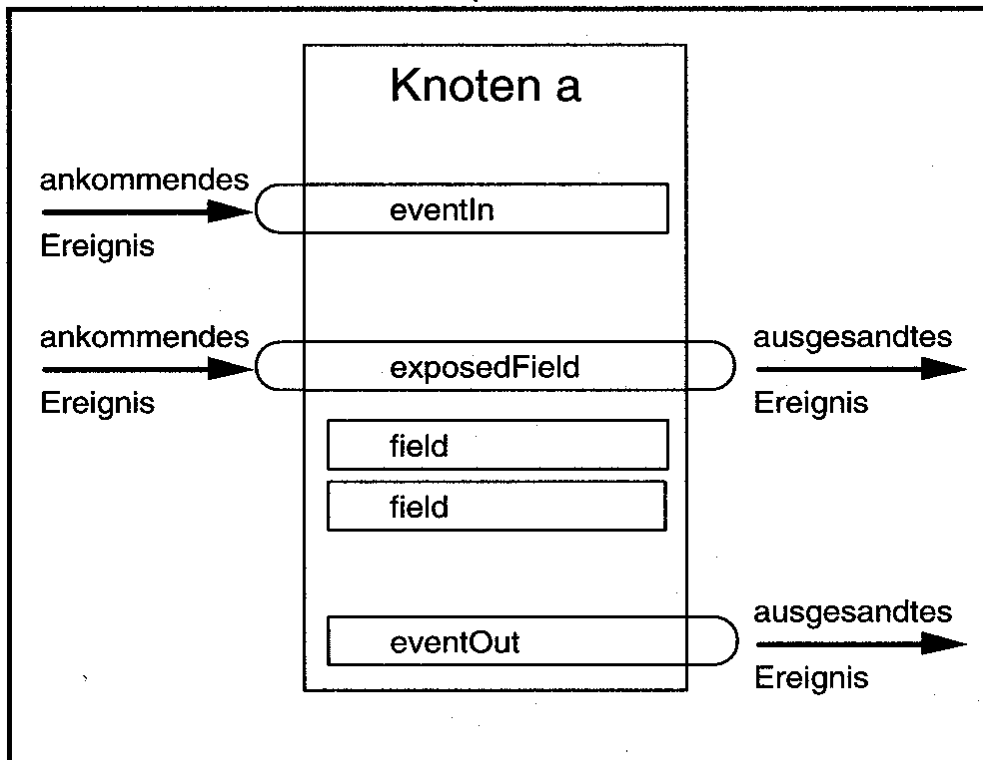 Knoten a
ankommendes
Ereignis
eventIn
ankommendes
Ereignis
exposedField
ausgesandtes
Ereignis
field
field
eventOut
ausgesandtes
Ereignis